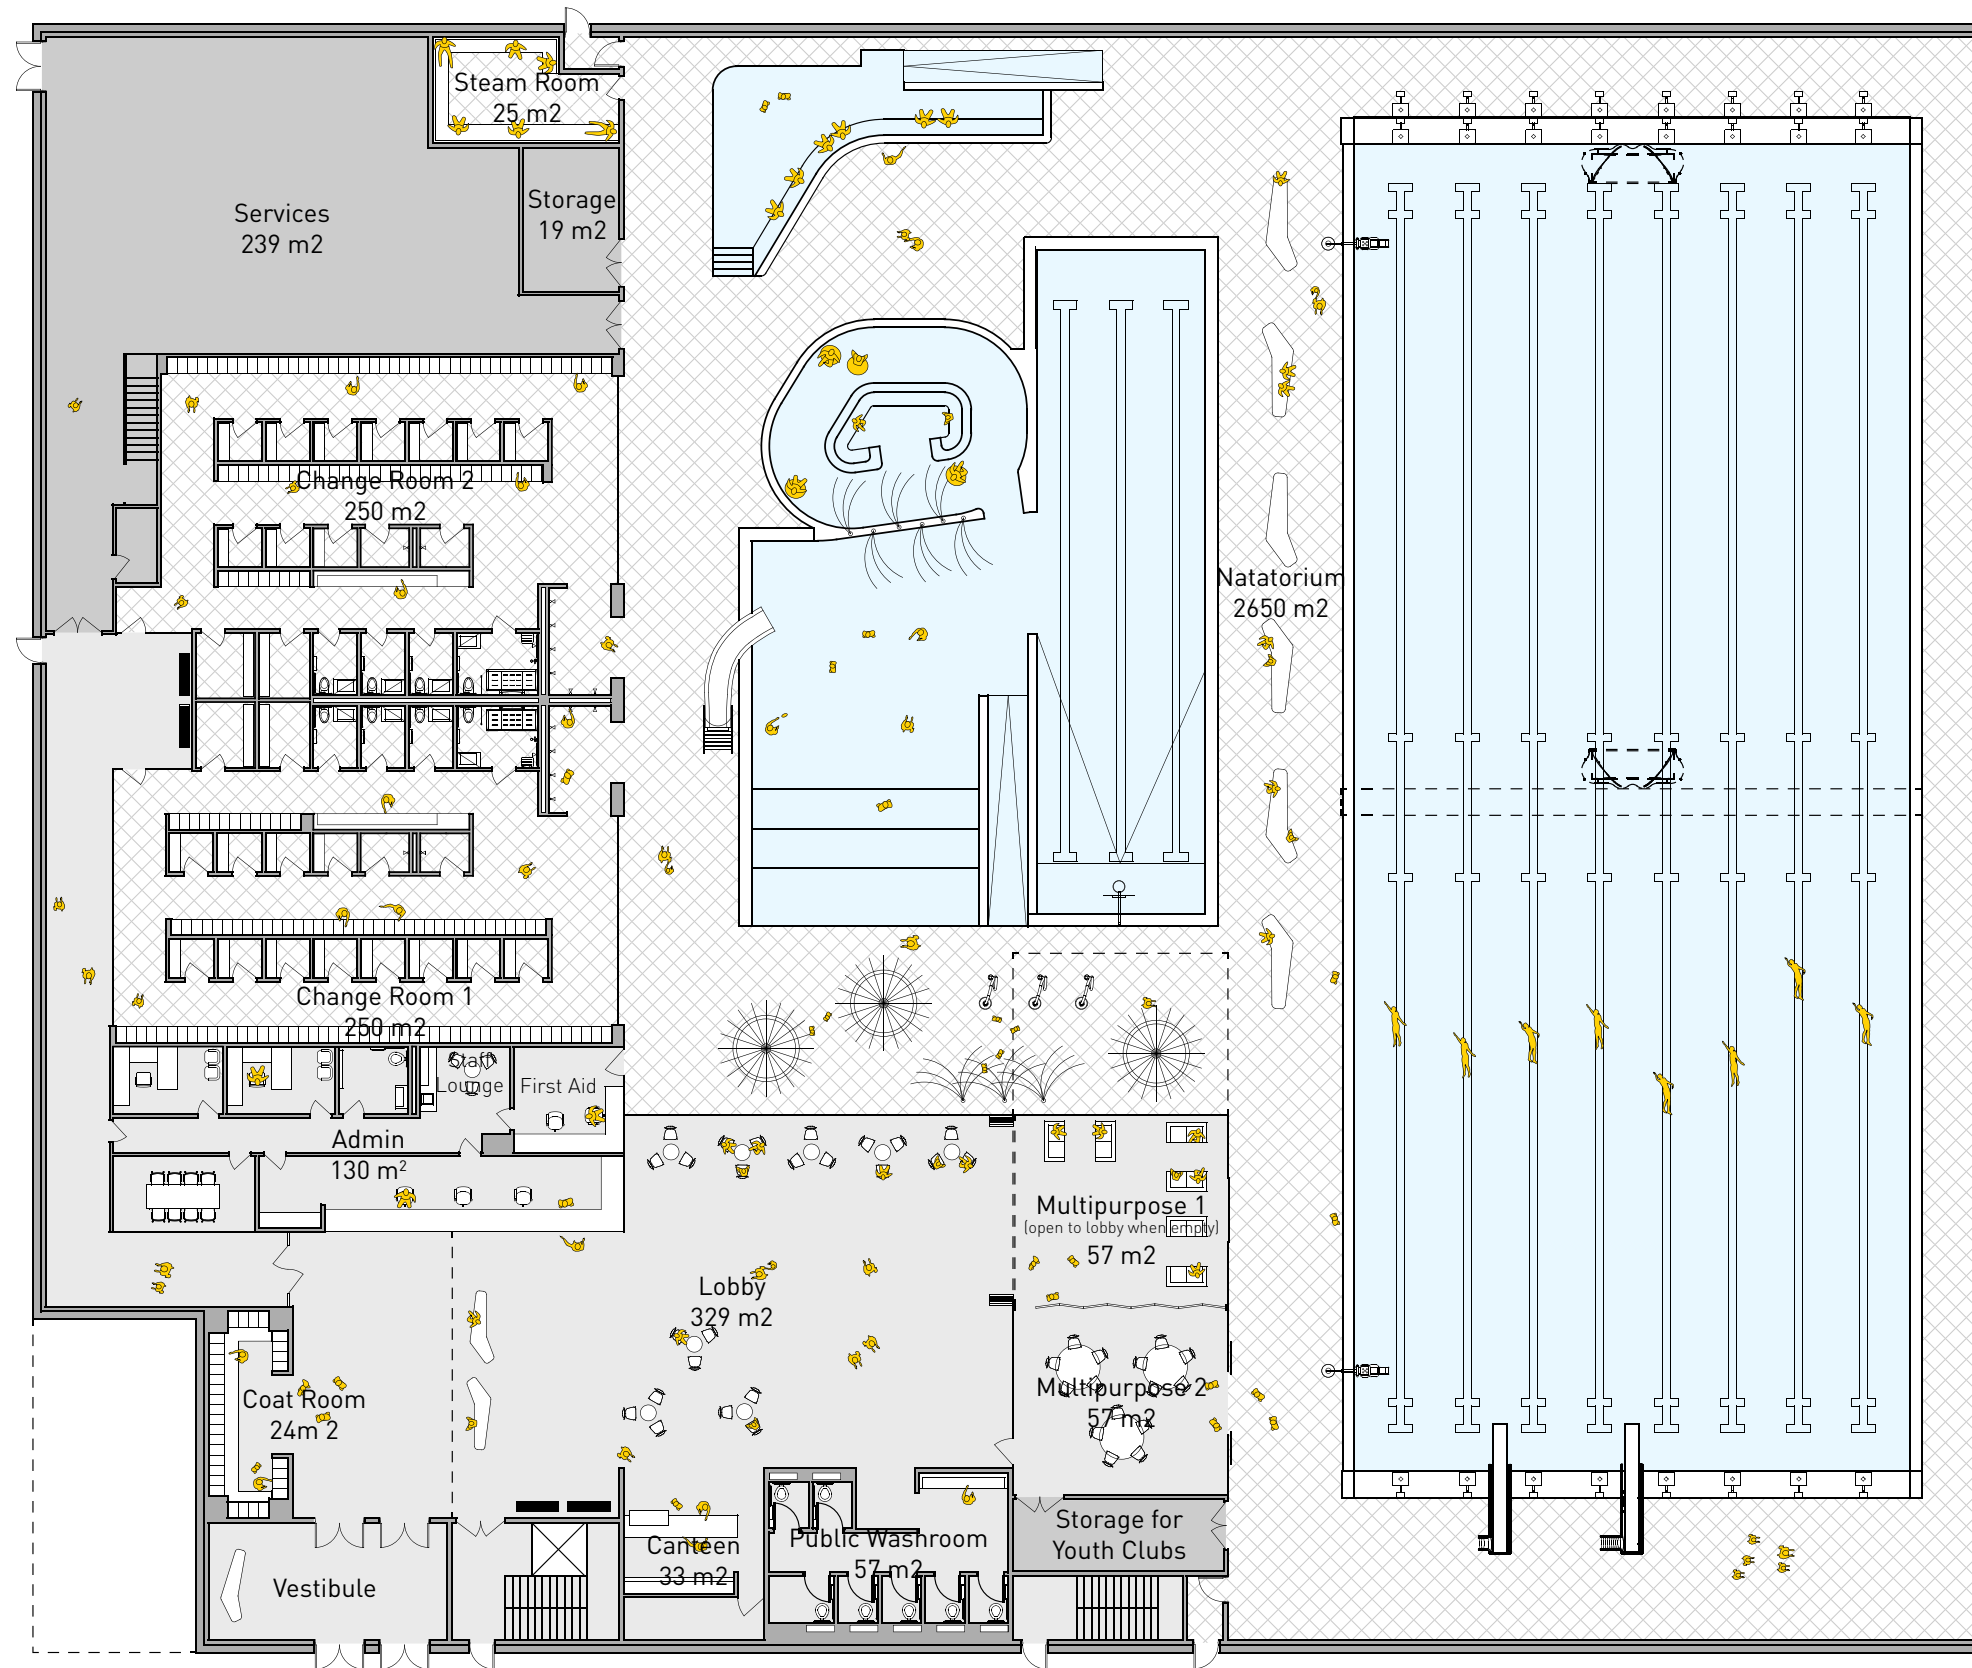 Steam Room
25 m2
Storage
19 m2
Services
239 m2
Change Room 2
250 m2
Natatorium
2650 m2
Change Room 1
250 m2
Staff
Lounge
First Aid
Admin
130 m²
Multipurpose 1
(open to lobby when empty)
57 m2
Lobby
329 m2
Multipurpose 2
57 m2
Coat Room
24m 2
Storage for
Youth Clubs
Canteen
33 m2
Public Washroom
57 m2
Vestibule